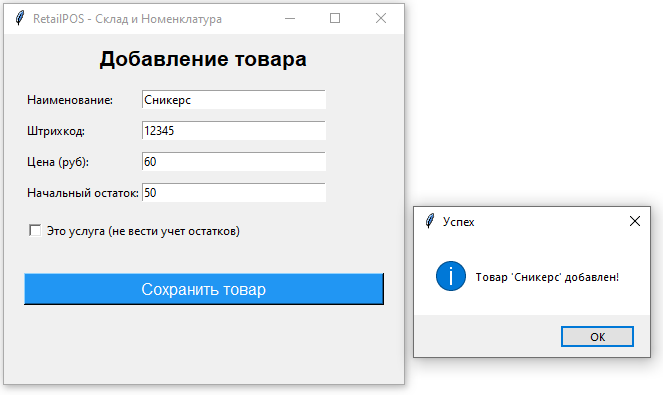 RetailPOS - Склад и Номенклатура
Добавление товара
Наименование: Сникерс
Штрихкод: 12345
Цена (руб): 60
Начальный остаток: 50
Это услуга (не вести учет остатков)
Сохранить товар
Успех
Товар 'Сникерс' добавлен!
OK